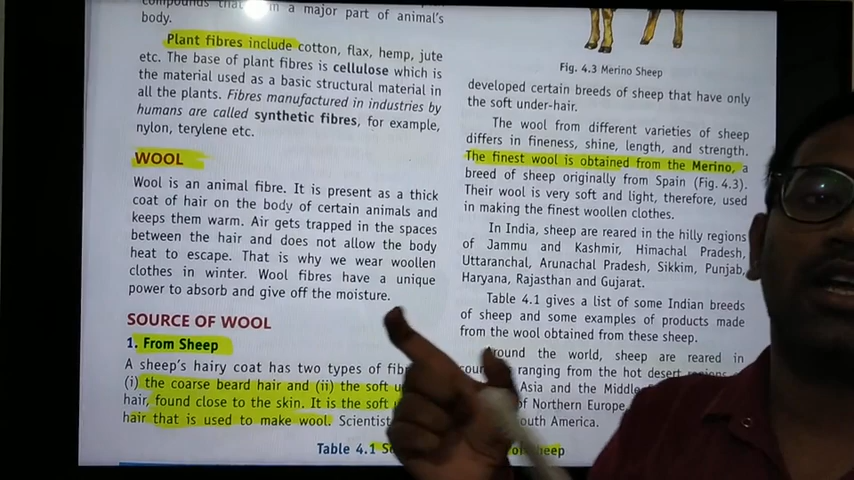 compounds that in a major part of animal's
body.
Plant fibres include cotton, flax, hemp, jute
etc. The base of plant fibres is cellulose which is
the material used as a basic structural material in
all the plants. Fibres manufactured in industries by
humans are called synthetic fibres, for example,
nylon, terylene etc.
WOOL
Wool is an animal fibre. It is present as a thick
coat of hair on the body of certain animals and
keeps them warm. Air gets trapped in the spaces
between the hair and does not allow the body
heat to escape. That is why we wear woollen
clothes in winter. Wool fibres have a unique
power to absorb and give off the moisture.
SOURCE OF WOOL
1. From Sheep
A sheep's hairy coat has two types of
(i) the coarse beard hair and (ii) the soft
hair, found close to the skin. It is the soft
hair that is used to make wool.
Fig. 4.3 Merino Sheep
developed certain breeds of sheep that have only
the soft under-hair.
The wool from different varieties of sheep
differs in fineness, shine, length, and strength.
The finest wool is obtained from the Merino, a
breed of sheep originally from Spain (Fig. 4.3).
Their wool is very soft and light, therefore, used
in making the finest woollen clothes.
In India, sheep are reared in the hilly regions
of Jammu and Kashmir, Himachal Pradesh,
Uttaranchal, Arunachal Pradesh, Sikkim, Punjab,
Haryana, Rajasthan and Gujarat.
Table 4.1 gives a list of some Indian breeds
of sheep and some examples of products made
from the wool obtained from these sheep.
the world, sheep are reared in
ranging from the hot desert
Asia and the Middle
of Northern Europe,
America.
Table 4.1